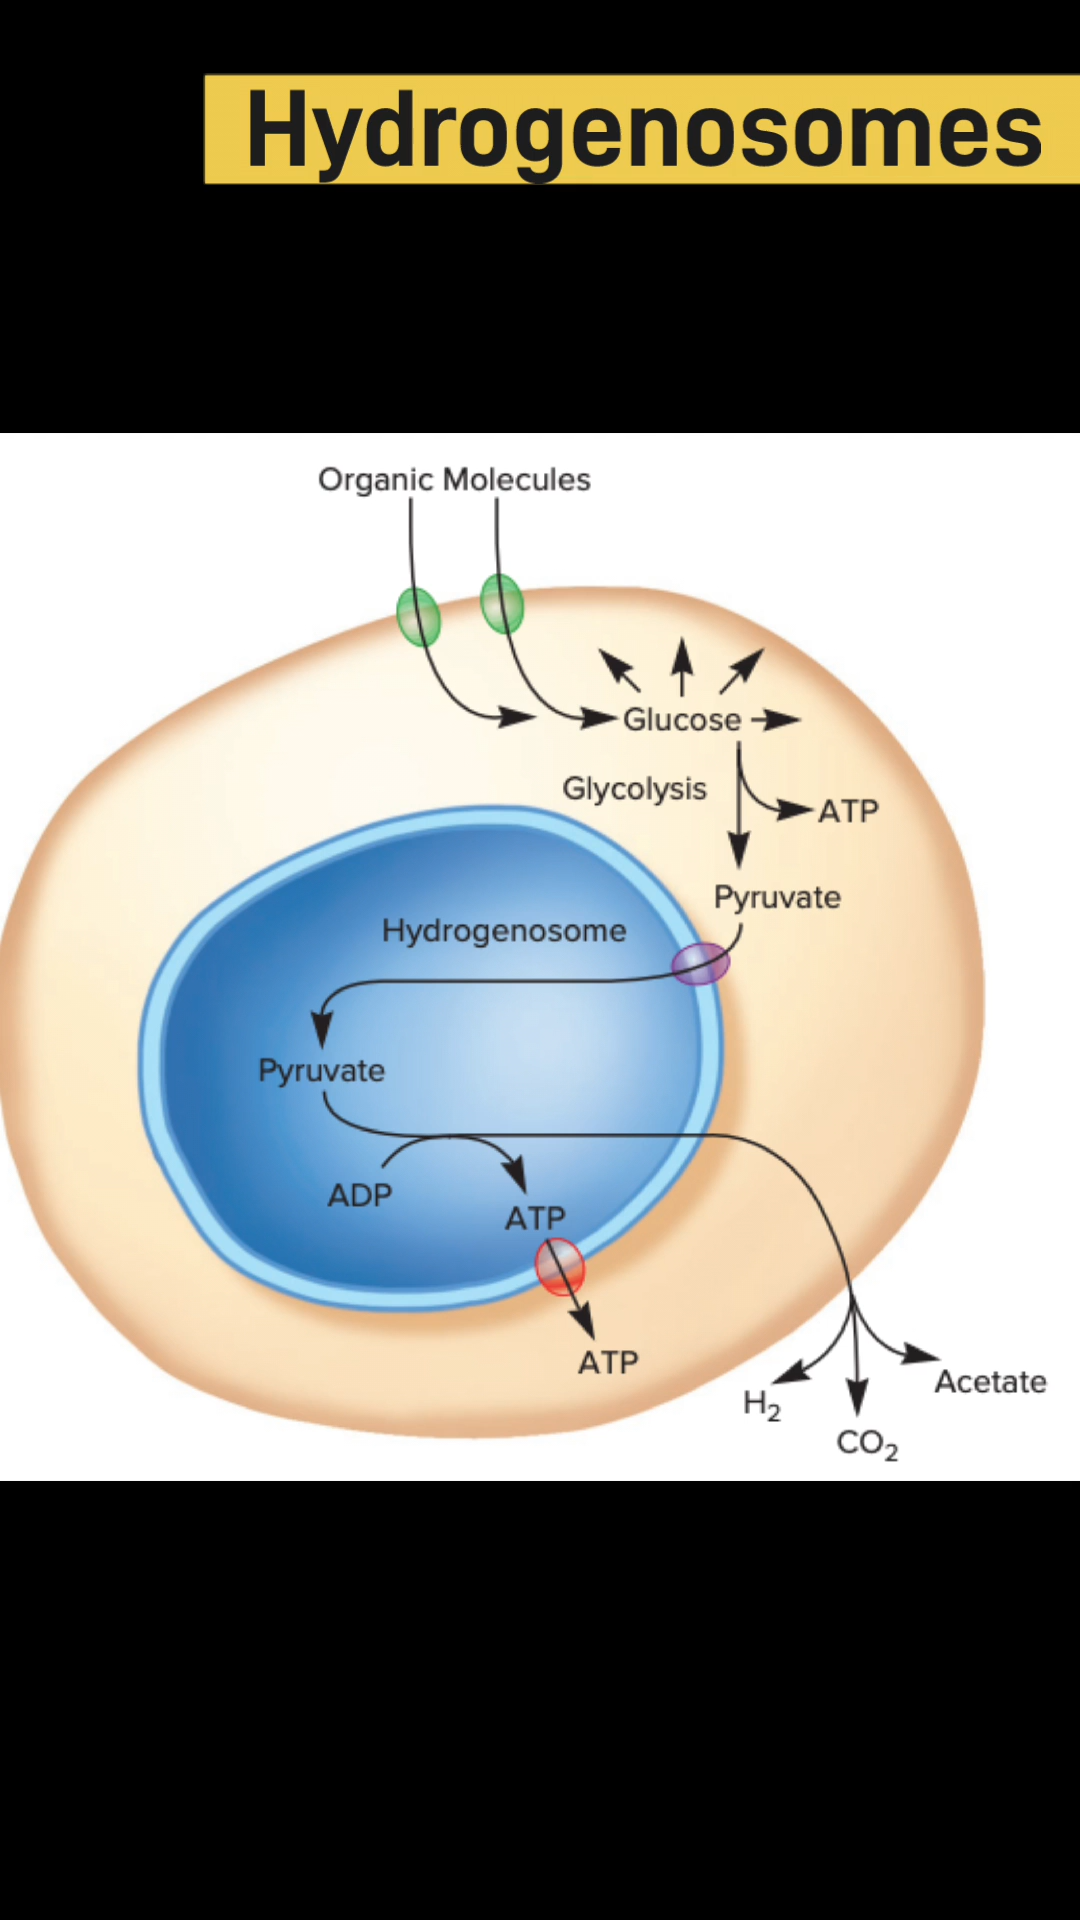 Hydrogenosomes
Organic Molecules
Glucose
Glycolysis
ATP
Pyruvate
Hydrogenosome
Pyruvate
ADP
ATP
ATP
H₂
Acetate
CO₂